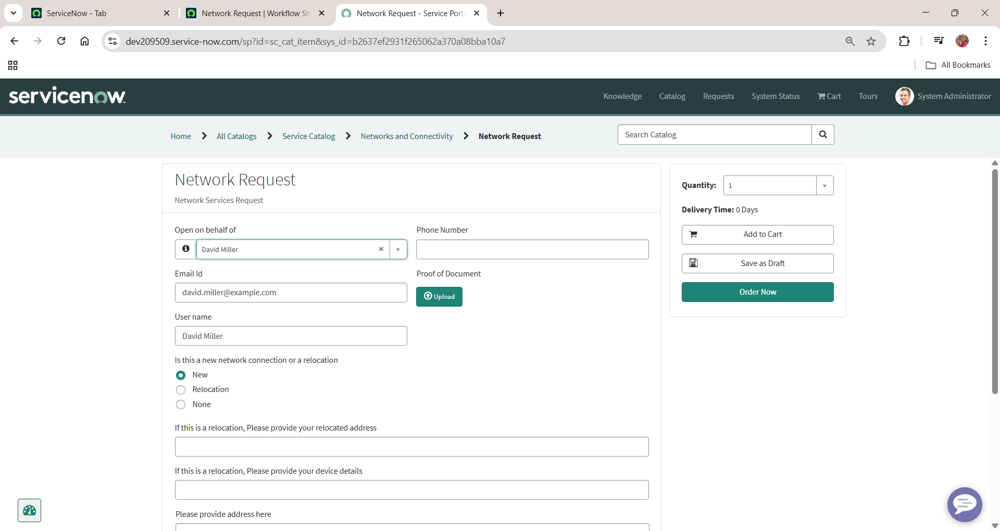 ServiceNow - Tab
Network Request | Workflow St
Network Request - Service Port
dev209509.service-now.com/sp?id=sc_cat_item&sys_id=b2637ef2931f265062a370a08bba10a7
All Bookmarks
servicenow
Knowledge
Catalog
Requests
System Status
Cart
Tours
System Administrator
Home
All Catalogs
Service Catalog
Networks and Connectivity
Network Request
Search Catalog
Network Request
Network Services Request
Open on behalf of
David Miller
Phone Number
Email Id
david.miller@example.com
Proof of Document
Upload
User name
David Miller
Is this a new network connection or a relocation
New
Relocation
None
If this is a relocation, Please provide your relocated address
If this is a relocation, Please provide your device details
Please provide address here
Quantity: 1
Delivery Time: 0 Days
Add to Cart
Save as Draft
Order Now